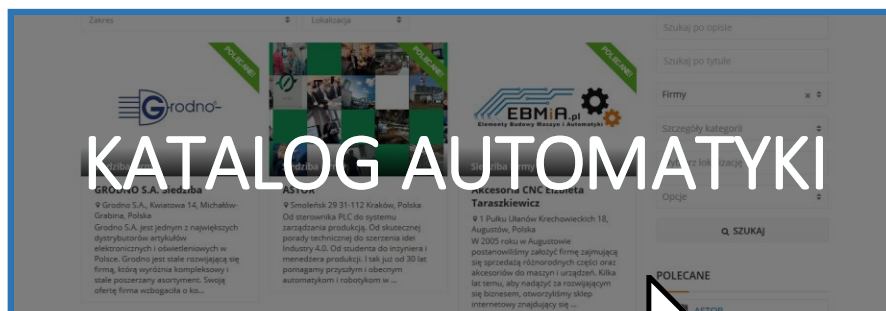 Zakres
Lokalizacja
POLECANE!
POLECANE!
POLECANE!
Grodno
EBMiA.pl
Elementy Budowy Maszyn i Automatyki
KATALOG AUTOMATYKI
Siedziba firmy
GRODNO S.A. Siedziba
Grodno S.A., Kwiatowa 14, Michałów-
Grabina, Polska
Grodno S.A. jest jednym z największych
dystrybutorów artykułów
elektronicznych i oświetleniowych w
Polsce. Grodno jest stale rozwijającą się
firmą, którą wyróżnia kompleksowy i
stale poszerzany asortyment. Swoją
ofertę firma wzbogaciła o ko...
ASTOR
Smoleńsk 29 31-112 Kraków, Polska
Od sterownika PLC do systemu
zarządzania produkcją. Od skutecznej
porady technicznej do szerzenia idei
Industry 4.0. Od studenta do inżyniera i
menedżera produkcji. I tak już od 30 lat
pomagamy przyszłym i obecnym
automatykom i robotykom w ...
Siedziba firmy
Akcesoria CNC Elżbieta
Taraszkiewicz
1 Pułku Ułanów Krechowieckich 18,
Augustów, Polska
W 2005 roku w Augustowie
postanowiliśmy założyć firmę zajmującą
się sprzedażą różnorodnych części oraz
akcesoriów do maszyn i urządzeń. Kilka
lat temu, aby nadążyć za rozwijającym
się biznesem, otworzyliśmy sklep
internetowy znajdujący się ...
Szukaj po opisie
Szukaj po tytule
Firmy
x
Szczegóły kategorii
Wybierz lokalizację
Opcje
SZUKAJ
POLECANE
ASTOR